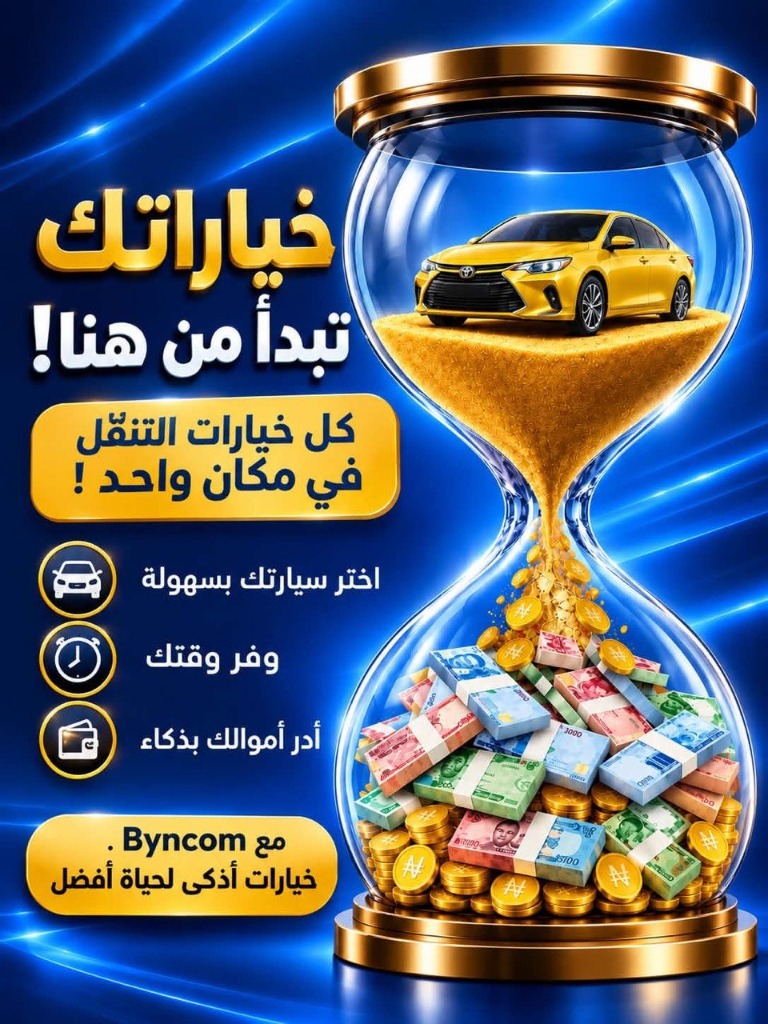 خياراتك
تبدأ من هنا!
كل خيارات التنقّل
في مكان واحد !
اختر سيارتك بسهولة
وفر وقتك
أدر أموالك بذكاء
مع Byncom .
خيارات أذكى لحياة أفضل